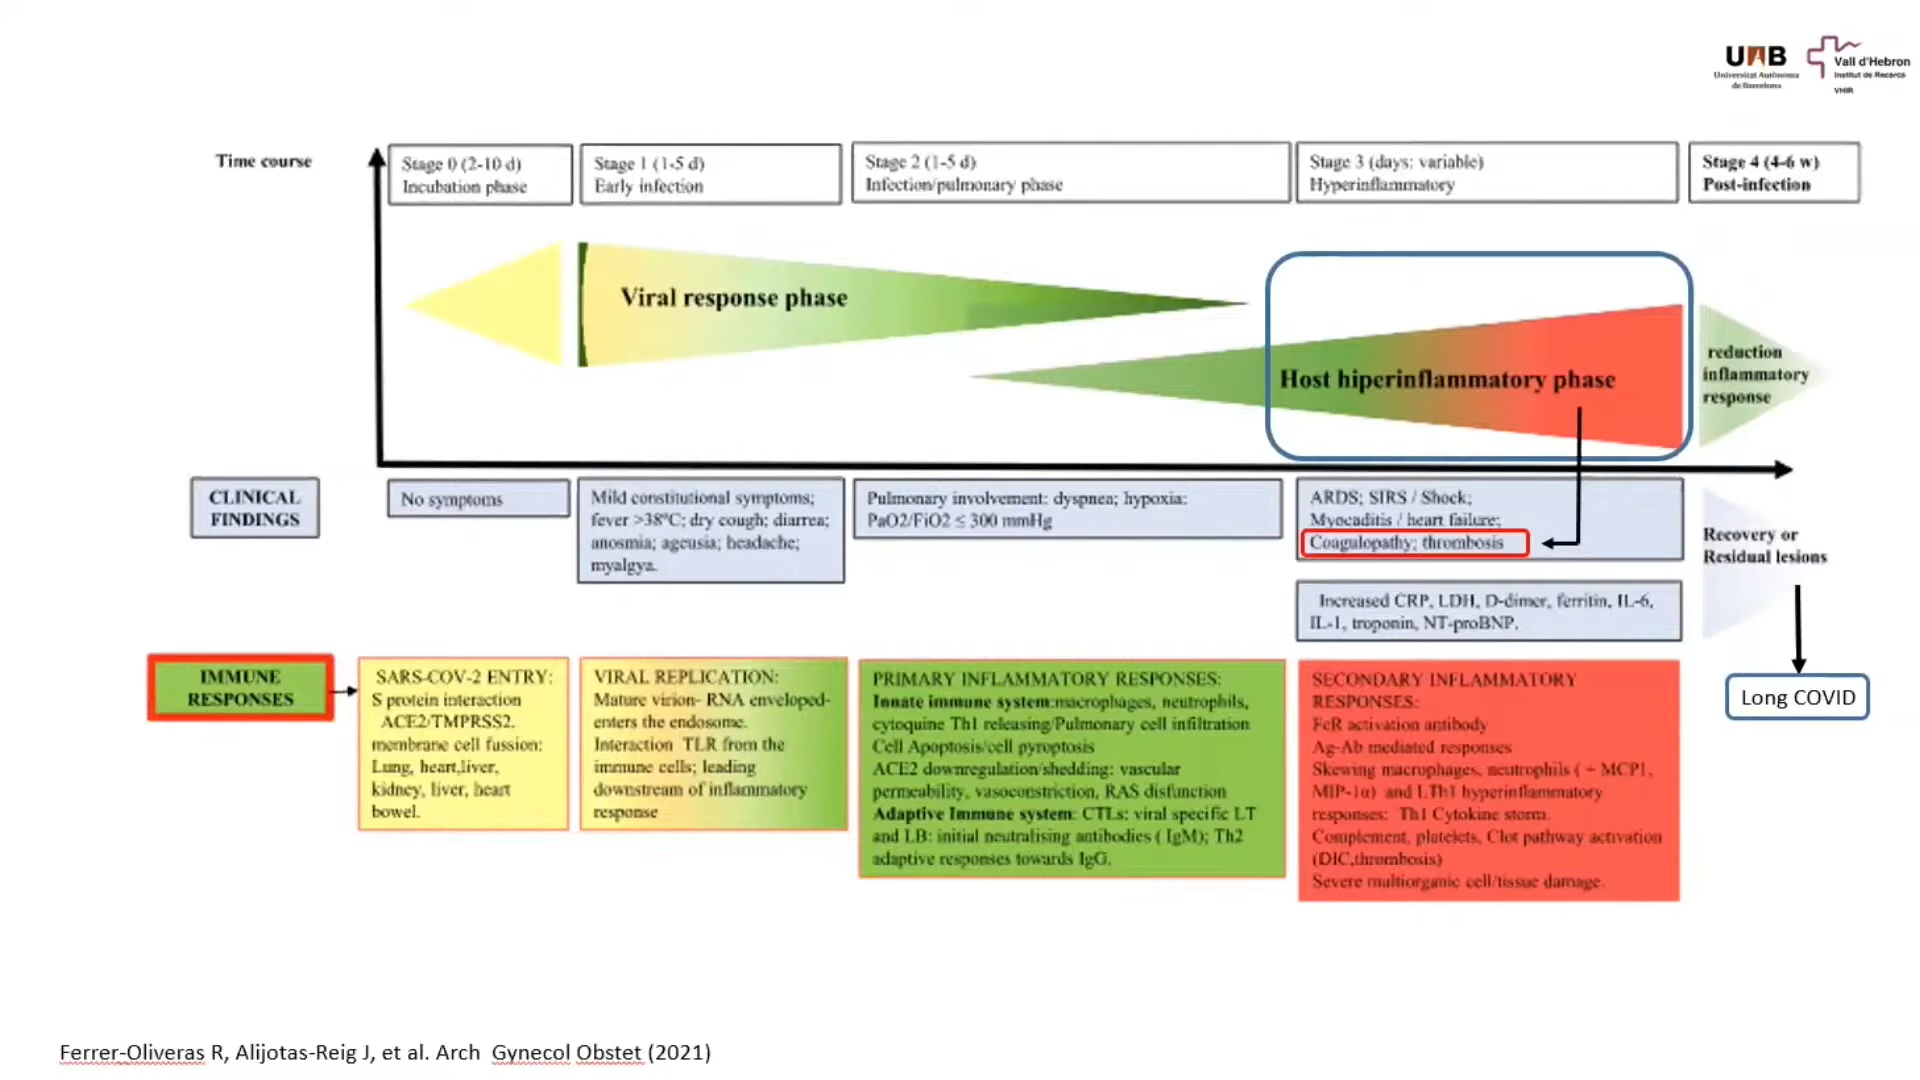 UAB
Universitat Autònoma
de Barcelona
Vall d'Hebron
Institut de Recerca
VHIR
Time course
Stage 0 (2-10 d)
Incubation phase
Stage 1 (1-5 d)
Early infection
Stage 2 (1-5 d)
Infection/pulmonary phase
Stage 3 (days: variable)
Hyperinflammatory
Stage 4 (4-6 w)
Post-infection
Viral response phase
Host hiperinflammatory phase
reduction
inflammatory
response
CLINICAL
FINDINGS
No symptoms
Mild constitutional symptoms;
fever >38ºC; dry cough; diarrea;
anosmia; ageusia; headache;
myalgya.
Pulmonary involvement: dyspnea; hypoxia:
PaO2/FiO2 ≤ 300 mmHg
ARDS; SIRS / Shock;
Myocaditis / heart failure;
Coagulopathy; thrombosis
Increased CRP, LDH, D-dimer, ferritin, IL-6,
IL-1, troponin, NT-proBNP.
Recovery or
Residual lesions
Long COVID
IMMUNE
RESPONSES
SARS-COV-2 ENTRY:
S protein interaction
ACE2/TMPRSS2.
membrane cell fussion:
Lung, heart,liver,
kidney, liver, heart
bowel.
VIRAL REPLICATION:
Mature virion- RNA enveloped-
enters the endosome.
Interaction TLR from the
immune cells; leading
downstream of inflammatory
response
PRIMARY INFLAMMATORY RESPONSES:
Innate immune system:macrophages, neutrophils,
cytoquine Th1 releasing/Pulmonary cell infiltration
Cell Apoptosis/cell pyroptosis
ACE2 downregulation/shedding: vascular
permeability, vasoconstriction, RAS disfunction
Adaptive Immune system: CTLs: viral specific LT
and LB: initial neutralising antibodies ( IgM); Th2
adaptive responses towards IgG.
SECONDARY INFLAMMATORY
RESPONSES:
FcR activation antibody
Ag-Ab mediated responses
Skewing macrophages, neutrophils ( + MCP1,
MIP-1α) and LTh1 hyperinflammatory
responses: Th1 Cytokine storm.
Complement, platelets, Clot pathway activation
(DIC,thrombosis)
Severe multiorganic cell/tissue damage.
Ferrer-Oliveras R, Alijotas-Reig J, et al. Arch Gynecol Obstet (2021)